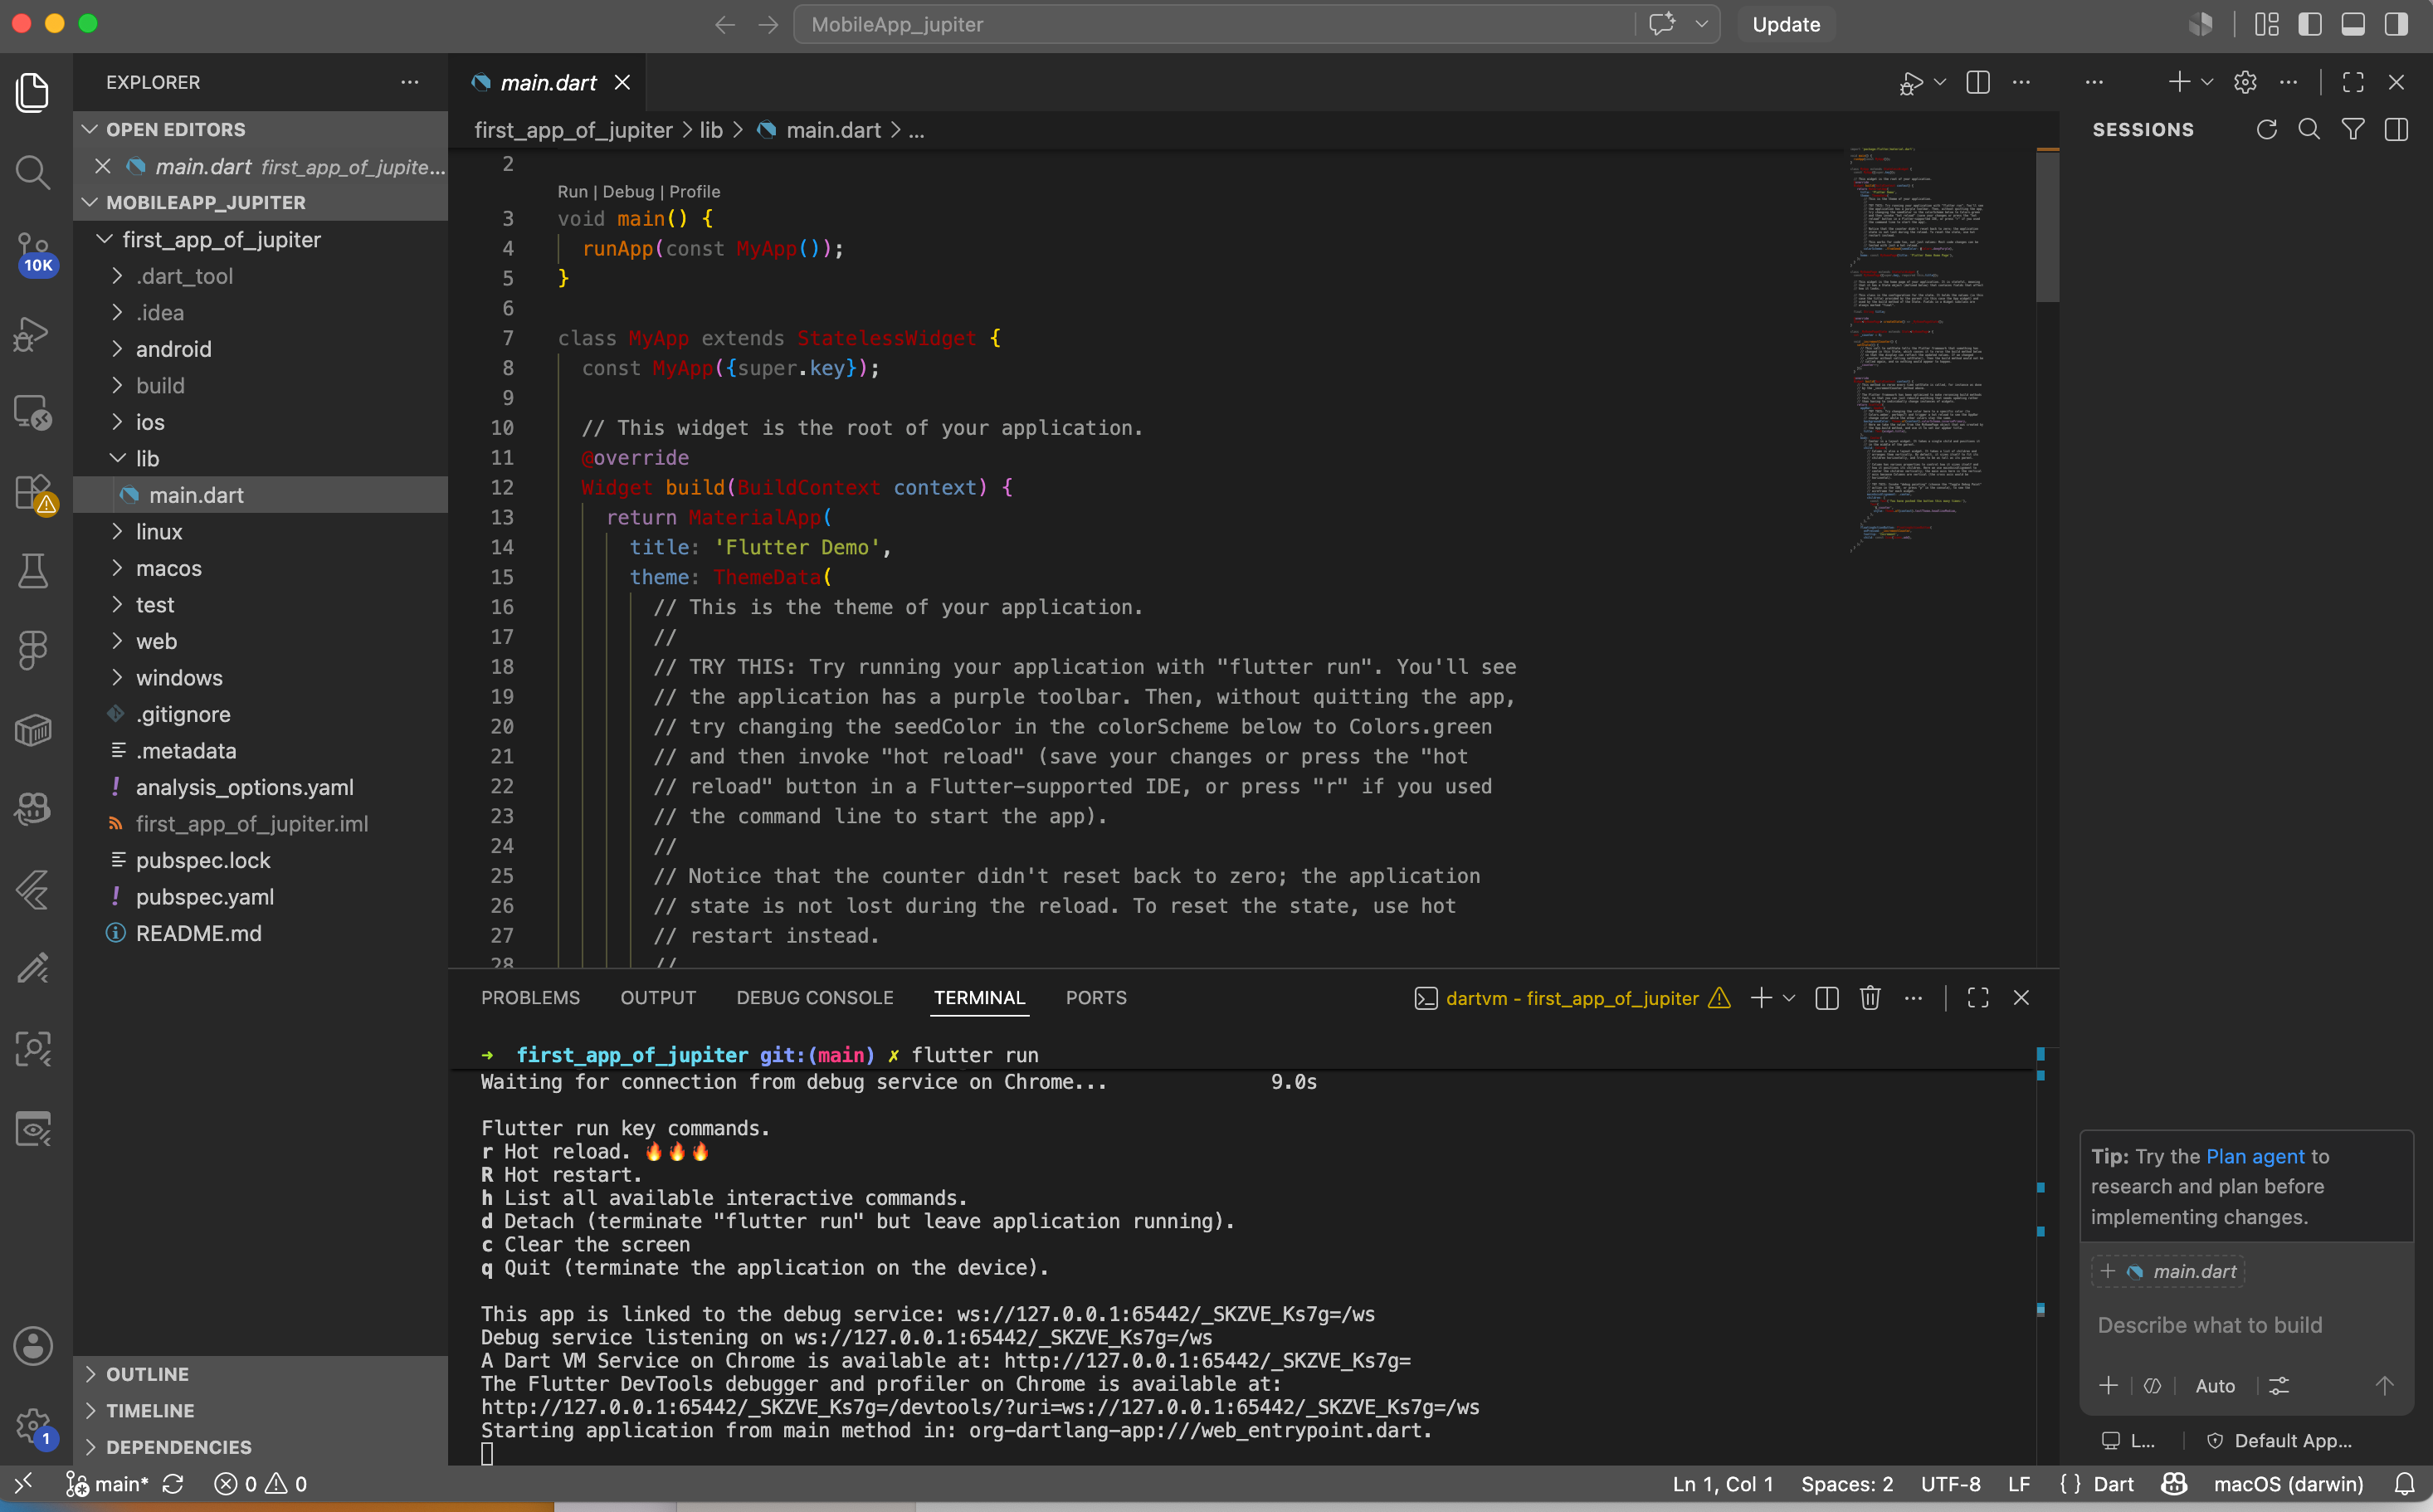 MobileApp_jupiter
Update
EXPLORER
OPEN EDITORS
main.dart first_app_of_jupite...
MOBILEAPP_JUPITER
first_app_of_jupiter
.dart_tool
.idea
android
build
ios
lib
main.dart
linux
macos
test
web
windows
.gitignore
.metadata
analysis_options.yaml
first_app_of_jupiter.iml
pubspec.lock
pubspec.yaml
README.md
OUTLINE
TIMELINE
DEPENDENCIES
10K
1
main.dart
first_app_of_jupiter > lib > main.dart > ...
2
Run | Debug | Profile
3 void main() {
4 runApp(const MyApp());
5 }
6
7 class MyApp extends StatelessWidget {
8 const MyApp({super.key});
9
10 // This widget is the root of your application.
11 @override
12 Widget build(BuildContext context) {
13 return MaterialApp(
14 title: 'Flutter Demo',
15 theme: ThemeData(
16 // This is the theme of your application.
17 //
18 // TRY THIS: Try running your application with "flutter run". You'll see
19 // the application has a purple toolbar. Then, without quitting the app,
20 // try changing the seedColor in the colorScheme below to Colors.green
21 // and then invoke "hot reload" (save your changes or press the "hot
22 // reload" button in a Flutter-supported IDE, or press "r" if you used
23 // the command line to start the app).
24 //
25 // Notice that the counter didn't reset back to zero; the application
26 // state is not lost during the reload. To reset the state, use hot
27 // restart instead.
28 //
PROBLEMS OUTPUT DEBUG CONSOLE TERMINAL PORTS
dartvm - first_app_of_jupiter
➜ first_app_of_jupiter git:(main) ✗ flutter run
Waiting for connection from debug service on Chrome... 9.0s
Flutter run key commands.
r Hot reload. 🔥🔥🔥
R Hot restart.
h List all available interactive commands.
d Detach (terminate "flutter run" but leave application running).
c Clear the screen
q Quit (terminate the application on the device).
This app is linked to the debug service: ws://127.0.0.1:65442/_SKZVE_Ks7g=/ws
Debug service listening on ws://127.0.0.1:65442/_SKZVE_Ks7g=/ws
A Dart VM Service on Chrome is available at: http://127.0.0.1:65442/_SKZVE_Ks7g=
The Flutter DevTools debugger and profiler on Chrome is available at:
http://127.0.0.1:65442/_SKZVE_Ks7g=/devtools/?uri=ws://127.0.0.1:65442/_SKZVE_Ks7g=/ws
Starting application from main method in: org-dartlang-app:///web_entrypoint.dart.
SESSIONS
Tip: Try the Plan agent to
research and plan before
implementing changes.
main.dart
Describe what to build
Auto
L...
Default App...
main* 0 0
Ln 1, Col 1 Spaces: 2 UTF-8 LF { } Dart macOS (darwin)